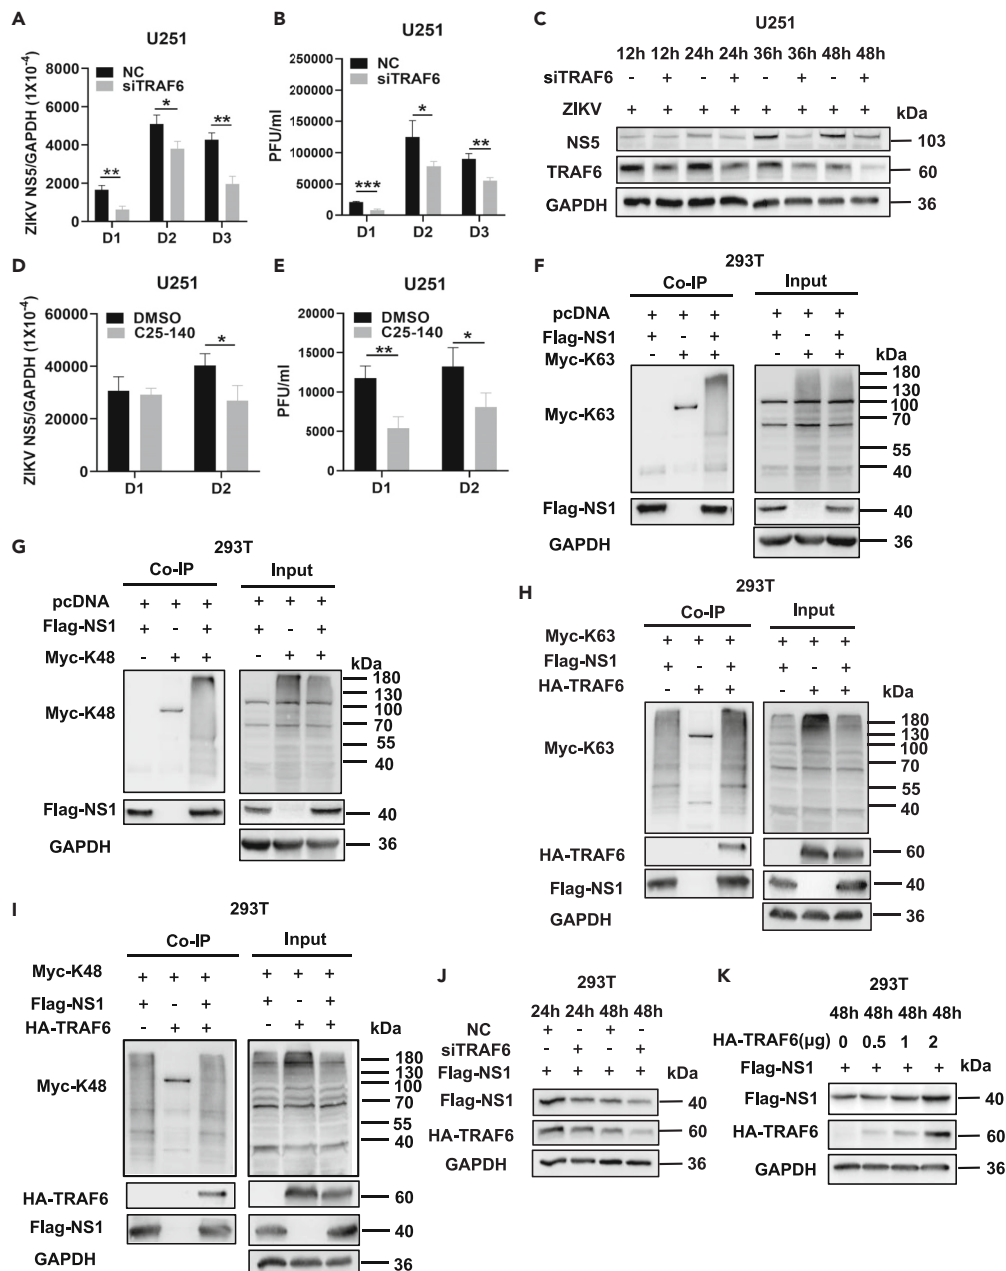 A
U251
ZIKV NS5/GAPDH (1X10-4)
8000
6000
4000
2000
0
NC
siTRAF6
**
*
**
D1 D2 D3
B
U251
PFU/ml
250000
200000
150000
100000
50000
0
NC
siTRAF6
***
*
**
D1 D2 D3
C
U251
12h 12h 24h 24h 36h 36h 48h 48h
siTRAF6 - + - + - + - +
ZIKV + + + + + + + +
kDa
NS5 103
TRAF6 60
GAPDH 36
D
U251
ZIKV NS5/GAPDH (1X10-4)
80000
60000
40000
20000
0
DMSO
C25-140
*
D1 D2
E
U251
PFU/ml
20000
15000
10000
5000
0
DMSO
C25-140
**
*
D1 D2
F
293T
Co-IP Input
pcDNA + + + + + +
Flag-NS1 + - + + - +
Myc-K63 - + + - + +
kDa
Myc-K63
180
130
100
70
55
40
Flag-NS1 40
GAPDH 36
G
293T
Co-IP Input
pcDNA + + + + + +
Flag-NS1 + - + + - +
Myc-K48 - + + - + +
kDa
Myc-K48
180
130
100
70
55
40
Flag-NS1 40
GAPDH 36
H
293T
Co-IP Input
Myc-K63 + + + + + +
Flag-NS1 + - + + - +
HA-TRAF6 - + + - + +
kDa
Myc-K63
180
130
100
70
55
40
HA-TRAF6 60
Flag-NS1 40
GAPDH 36
I
293T
Co-IP Input
Myc-K48 + + + + + +
Flag-NS1 + - + + - +
HA-TRAF6 - + + - + +
kDa
Myc-K48
180
130
100
70
55
40
HA-TRAF6 60
Flag-NS1 40
GAPDH 36
J
293T
24h 24h 48h 48h
NC + - + -
siTRAF6 - + - +
Flag-NS1 + + + +
kDa
Flag-NS1 40
HA-TRAF6 60
GAPDH 36
K
293T
48h 48h 48h 48h
HA-TRAF6(µg) 0 0.5 1 2
Flag-NS1 + + + +
kDa
Flag-NS1 40
HA-TRAF6 60
GAPDH 36